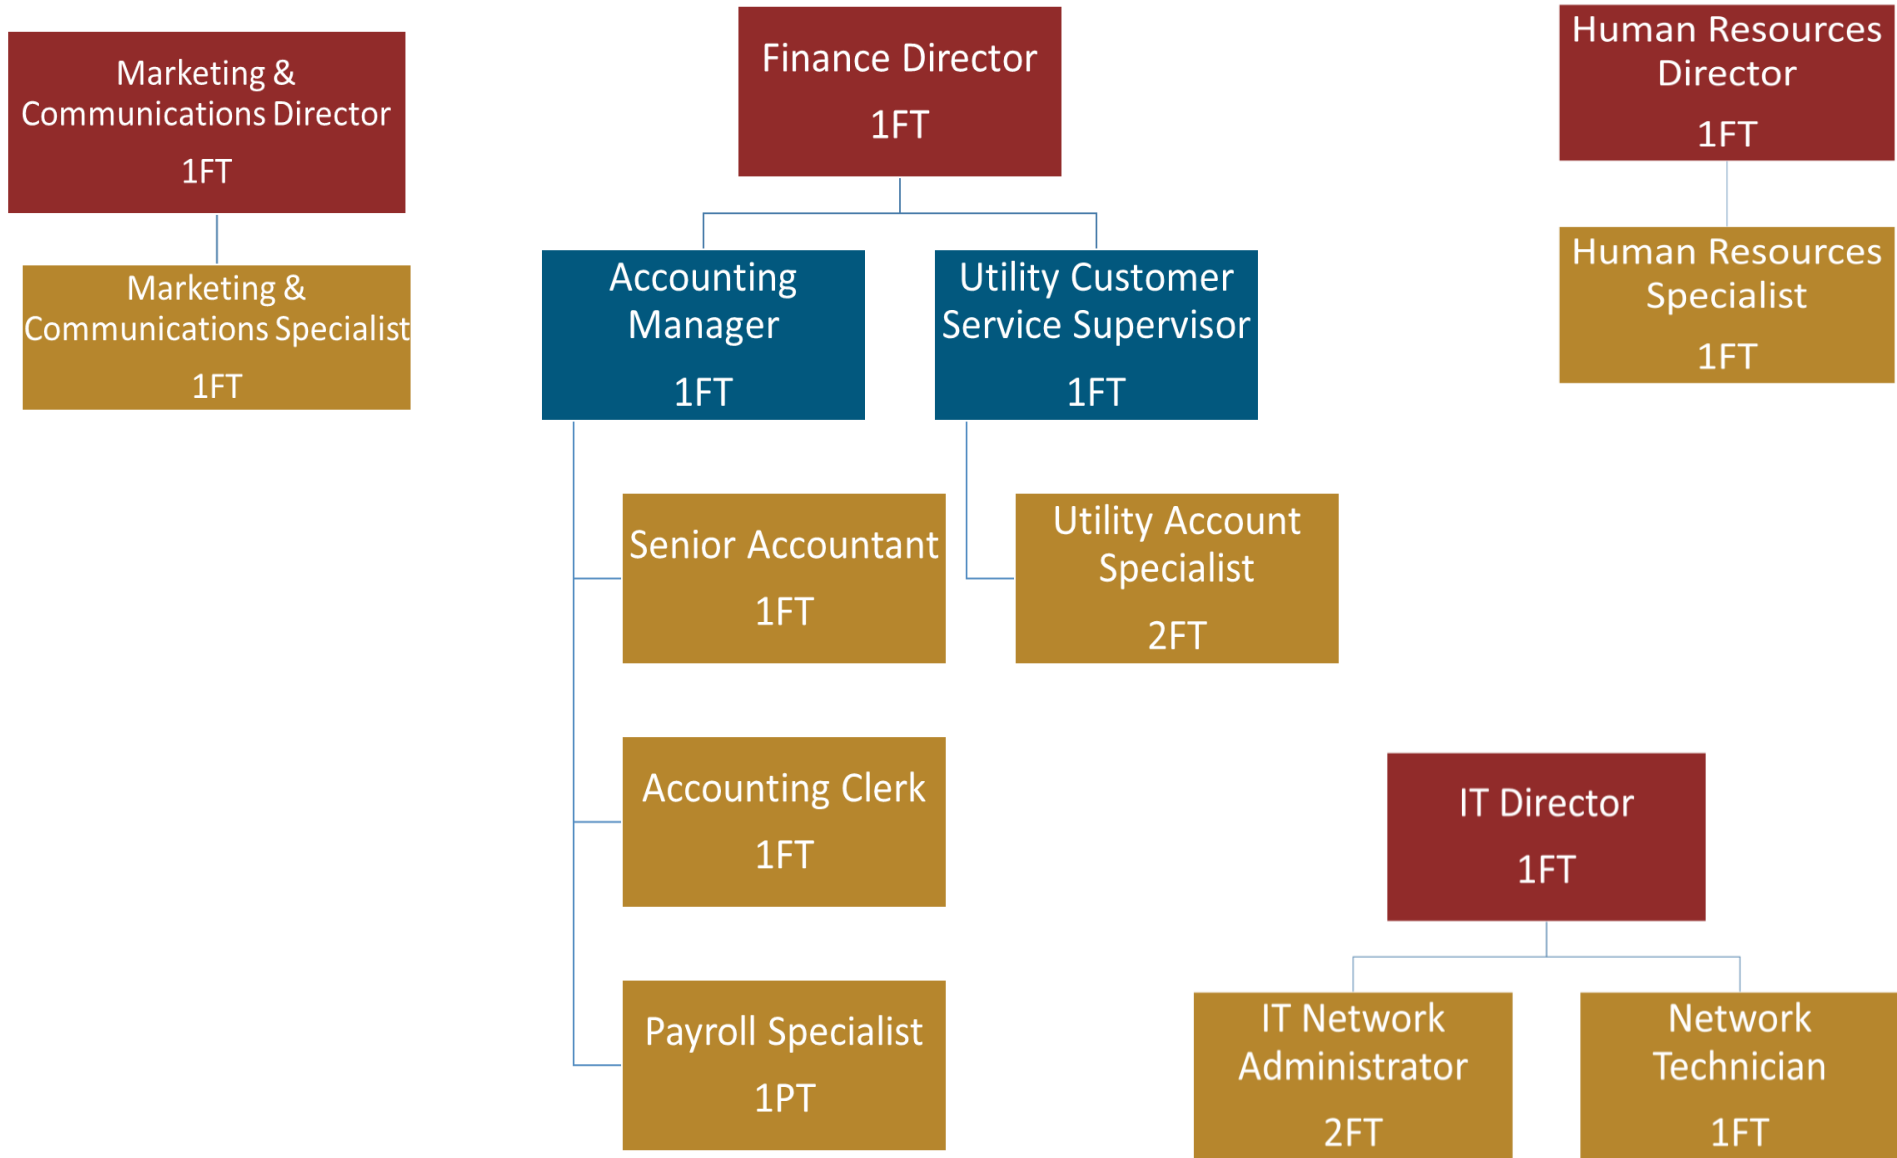 Marketing &
Communications Director
1FT
Marketing &
Communications Specialist
1FT
Finance Director
1FT
Accounting
Manager
1FT
Utility Customer
Service Supervisor
1FT
Senior Accountant
1FT
Accounting Clerk
1FT
Payroll Specialist
1PT
Utility Account
Specialist
2FT
Human Resources
Director
1FT
Human Resources
Specialist
1FT
IT Director
1FT
IT Network
Administrator
2FT
Network
Technician
1FT